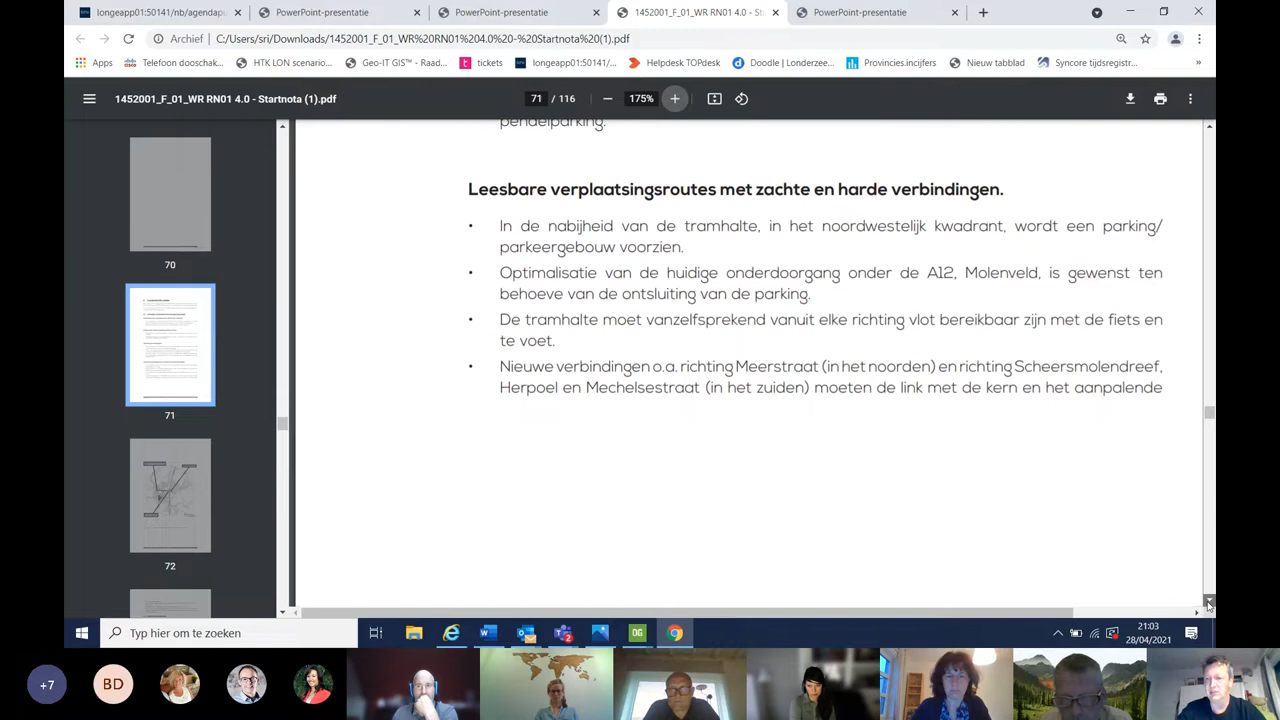 longeapp01:50141/nb/agendapu
PowerPoint-presentatie
PowerPoint-presentatie
1452001_F_01_WR RN01 4.0 - Sta
PowerPoint-presentatie
Archief | C:/Users/sri/Downloads/1452001_F_01_WR%20RN01%204.0%20-%20Startnota%20(1).pdf
Apps
Telefoon doorschak...
HTK LON scenario...
Geo-IT GIS™ - Raad...
tickets
longeapp01:50141/...
Helpdesk TOPdesk
Doodle | Londerzee...
Provincies.incijfers
Nieuw tabblad
Syncore tijdsregistr...
»
1452001_F_01_WR RN01 4.0 - Startnota (1).pdf
71 / 116
175%
pendelparking.
Leesbare verplaatsingsroutes met zachte en harde verbindingen.
• In de nabijheid van de tramhalte, in het noordwestelijk kwadrant, wordt een parking/
parkeergebouw voorzien.
• Optimalisatie van de huidige onderdoorgang onder de A12, Molenveld, is gewenst ten
behoeve van de ontsluiting van de parking.
• De tramhalte moet vanzelfsprekend vanuit elke richting vlot bereikbaar zijn met de fiets en
te voet.
• Nieuwe verbindingen o.a. richting Meerstraat (in het noorden) en richting Scheersmolendreef,
Herpoel en Mechelsestraat (in het zuiden) moeten de link met de kern en het aanpalende
70
71
72
Typ hier om te zoeken
OG
21:03
28/04/2021
+7
BD